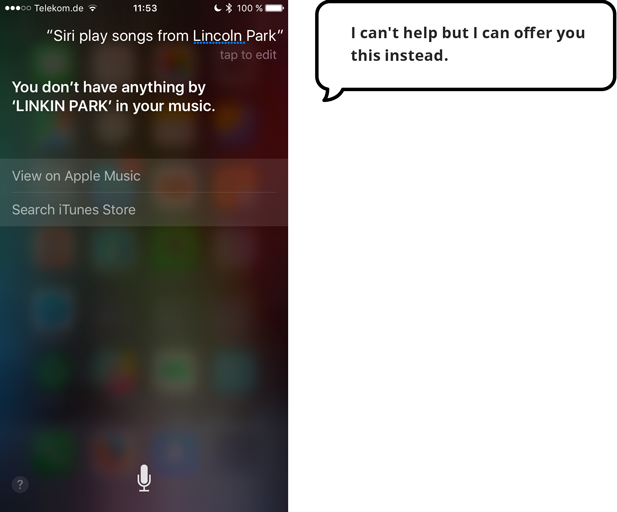 Telekom.de 11:53 100 %
“Siri play songs from Lincoln Park”
tap to edit
You don’t have anything by
‘LINKIN PARK’ in your music.
View on Apple Music
Search iTunes Store
?
I can't help but I can offer you
this instead.